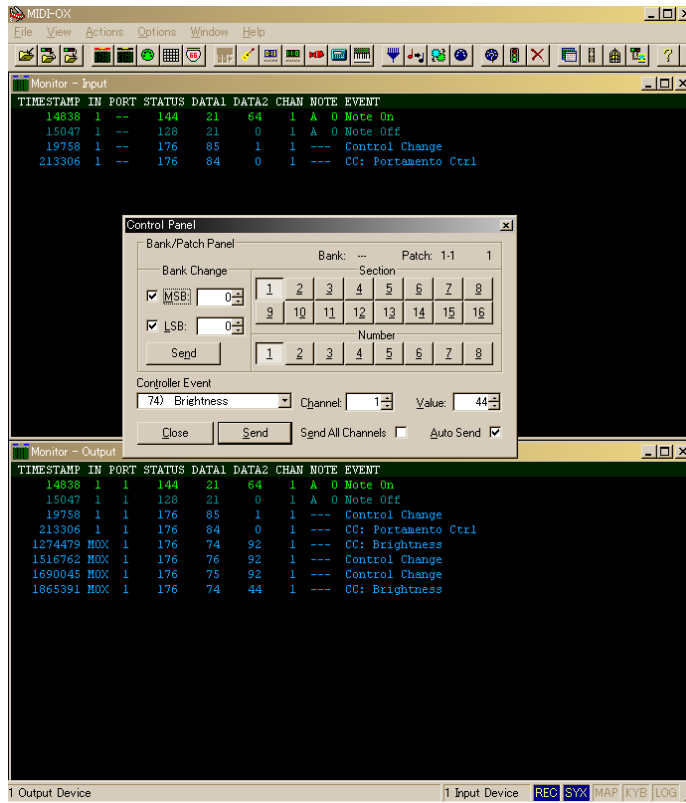 MIDI-OX
File View Actions Options Window Help
Monitor - Input
TIMESTAMP IN PORT STATUS DATA1 DATA2 CHAN NOTE EVENT
14838 1 -- 144 21 64 1 A 0 Note On
15047 1 -- 128 21 0 1 A 0 Note Off
19758 1 -- 176 85 1 1 --- Control Change
213306 1 -- 176 84 0 1 --- CC: Portamento Ctrl
Control Panel
Bank/Patch Panel
Bank: --- Patch: 1-1 1
Bank Change
Section
MSB: 0
1 2 3 4 5 6 7 8
9 10 11 12 13 14 15 16
LSB: 0
Number
Send
1 2 3 4 5 6 7 8
Controller Event
74) Brightness Channel: 1 Value: 44
Close Send Send All Channels Auto Send
Monitor - Output
TIMESTAMP IN PORT STATUS DATA1 DATA2 CHAN NOTE EVENT
14838 1 1 144 21 64 1 A 0 Note On
15047 1 1 128 21 0 1 A 0 Note Off
19758 1 1 176 85 1 1 --- Control Change
213306 1 1 176 84 0 1 --- CC: Portamento Ctrl
1274479 MOX 1 176 74 92 1 --- CC: Brightness
1516762 MOX 1 176 76 92 1 --- Control Change
1690045 MOX 1 176 75 92 1 --- Control Change
1865391 MOX 1 176 74 44 1 --- CC: Brightness
1 Output Device 1 Input Device REC SYX MAP KYB LOG